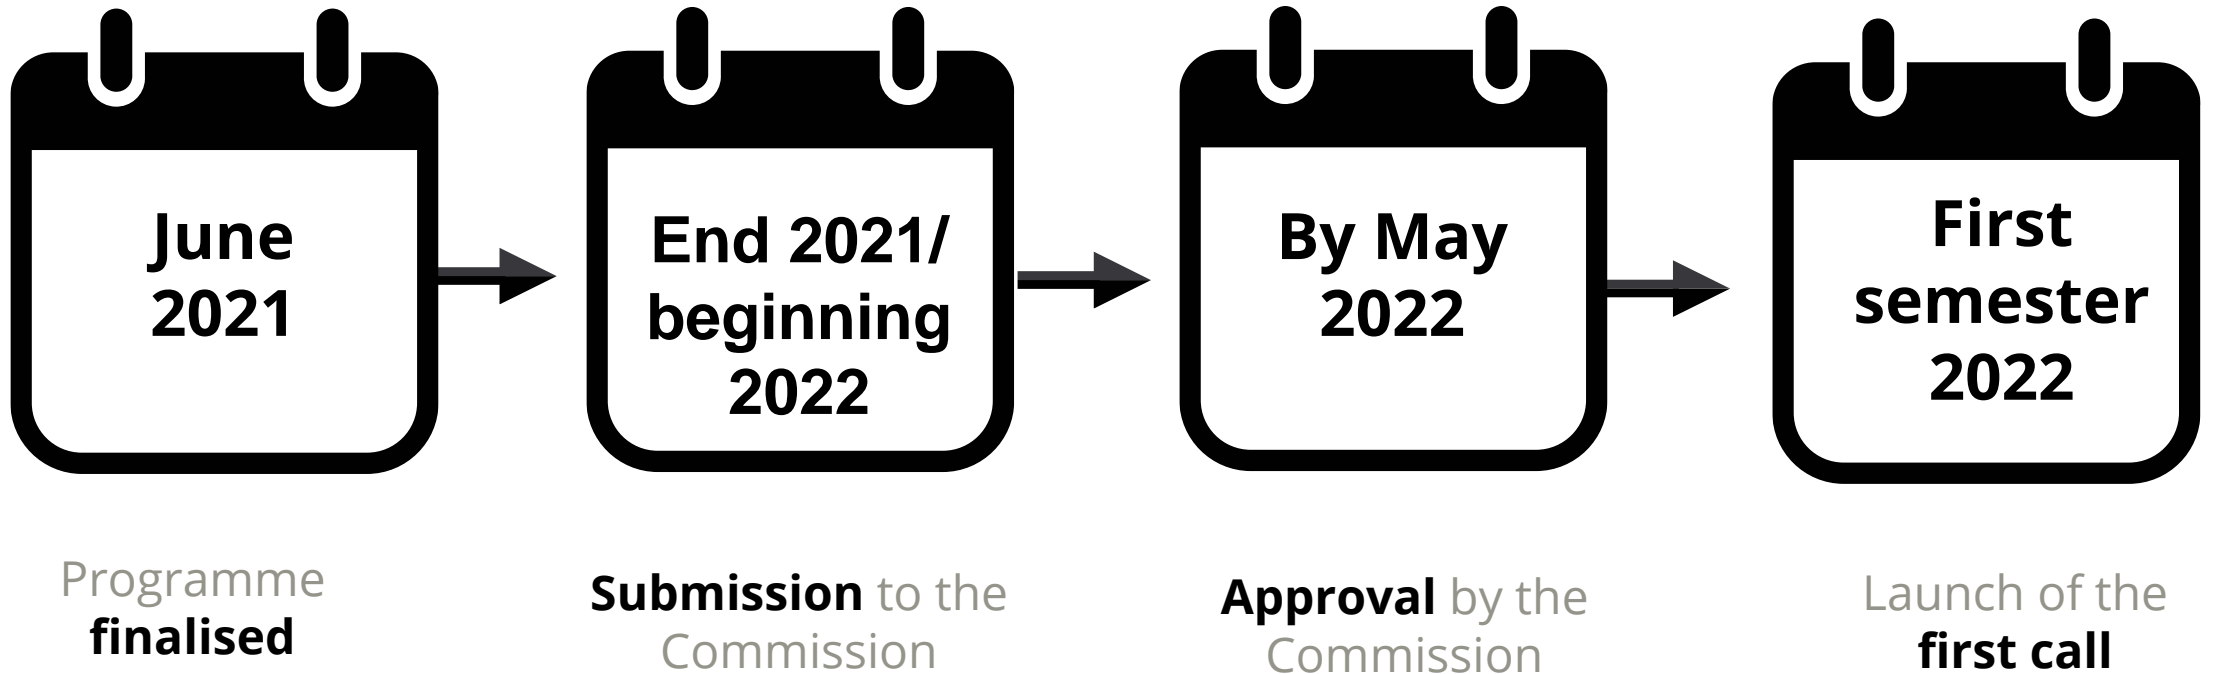 June
2021
Programme
finalised
End 2021/
beginning
2022
Submission to the
Commission
By May
2022
Approval by the
Commission
First
semester
2022
Launch of the
first call